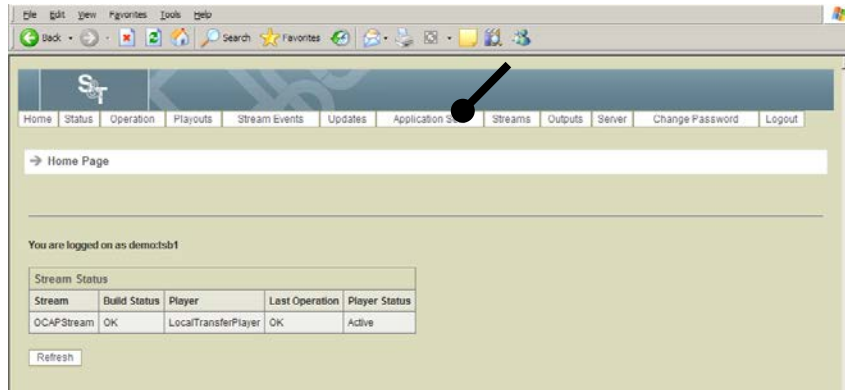 File Edit View Favorites Tools Help
Back Search Favorites
ST
Home Status Operation Playouts Stream Events Updates Application Streams Outputs Server Change Password Logout
Home Page
You are logged on as demo:tsb1
Stream Status
Stream Build Status Player Last Operation Player Status
OCAPStream OK LocalTransferPlayer OK Active
Refresh